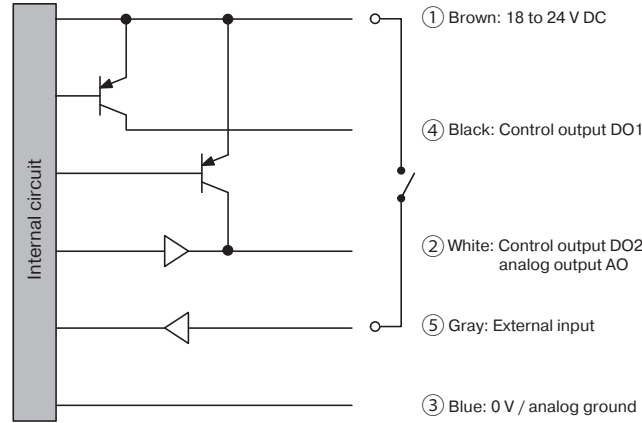 Internal circuit
① Brown: 18 to 24 V DC
④ Black: Control output DO1
② White: Control output DO2
analog output AO
⑤ Gray: External input
③ Blue: 0 V / analog ground